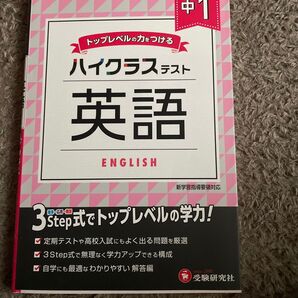 中1
トップレベルの力をつける
ハイクラステスト
英語
ENGLISH
新学習指導要領対応
3Step式でトップレベルの学力!
定期テストや高校入試にもよく出る問題を厳選
3Step式で無理なく学力アップできる構成
自学にも最適なわかりやすい解答編
受験研究社